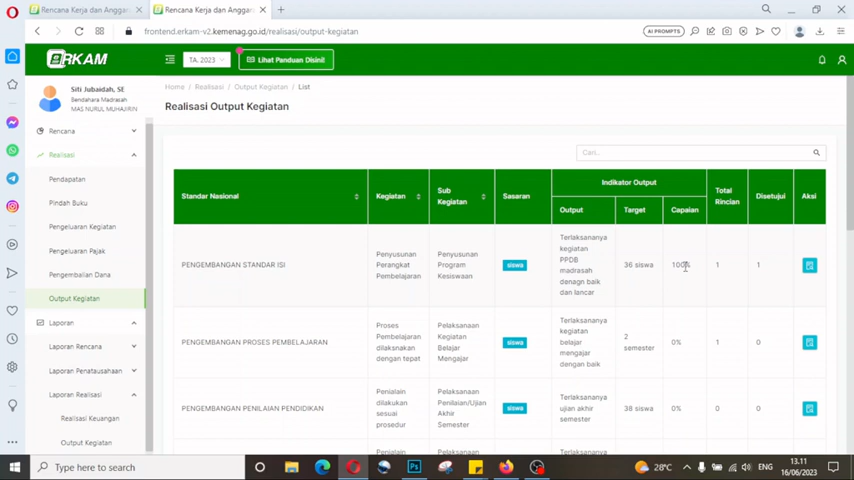 Rencana Kerja dan Anggar
Rencana Kerja dan Anggar
frontend.erkam-v2.kemenag.go.id/realisasi/output-kegiatan
AI PROMPTS
ERKAM
TA. 2023
Lihat Panduan Disini!
Siti Jubaidah, SE
Bendahara Madrasah
MAS NURUL MUHAJIRIN
Rencana
Realisasi
Pendapatan
Pindah Buku
Pengeluaran Kegiatan
Pengeluaran Pajak
Pengembalian Dana
Output Kegiatan
Laporan
Laporan Rencana
Laporan Penatausahaan
Laporan Realisasi
Realisasi Keuangan
Output Kegiatan
Home / Realisasi / Output Kegiatan / List
Realisasi Output Kegiatan
Cari...
Standar Nasional
Kegiatan
Sub
Kegiatan
Sasaran
Indikator Output
Output
Target
Capaian
Total
Rincian
Disetujui
Aksi
PENGEMBANGAN STANDAR ISI
Penyusunan
Perangkat
Pembelajaran
Penyusunan
Program
Kesiswaan
siswa
Terlaksananya
kegiatan
PPDB
madrasah
denagn baik
dan lancar
36 siswa
100%
1
1
PENGEMBANGAN PROSES PEMBELAJARAN
Proses
Pembelajaran
dilaksanakan
dengan tepat
Pelaksanaan
Kegiatan
Belajar
Mengajar
siswa
Terlaksananya
kegiatan
belajar
mengajar
dengan baik
2
semester
0%
1
0
PENGEMBANGAN PENILAIAN PENDIDIKAN
Penialain
dilakukan
sesuai
prosedur
Pelaksanaan
Penilaian/Ujian
Akhir
Semester
siswa
Terlaksananya
ujian akhir
semester
38 siswa
0%
0
0
Penialain
Pelaksanaan
Terlaksananya
Type here to search
28°C
ENG
13.11
16/06/2023